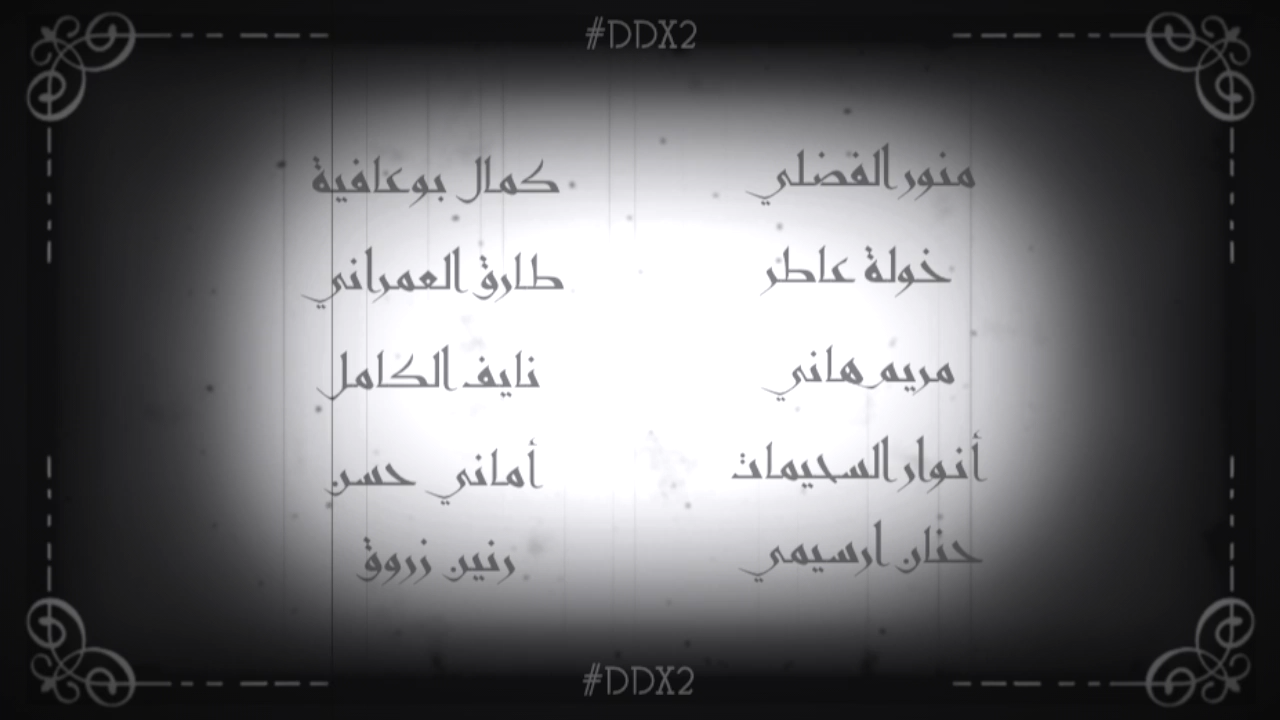 #DDX2
منور الفضلي
كمال بوعافية
خولة عاطر
طارق العمراني
مريم هاني
نايف الكامل
أنوار السحيمات
أماني حسن
حنان ارسيمي
رنين زروق
#DDX2